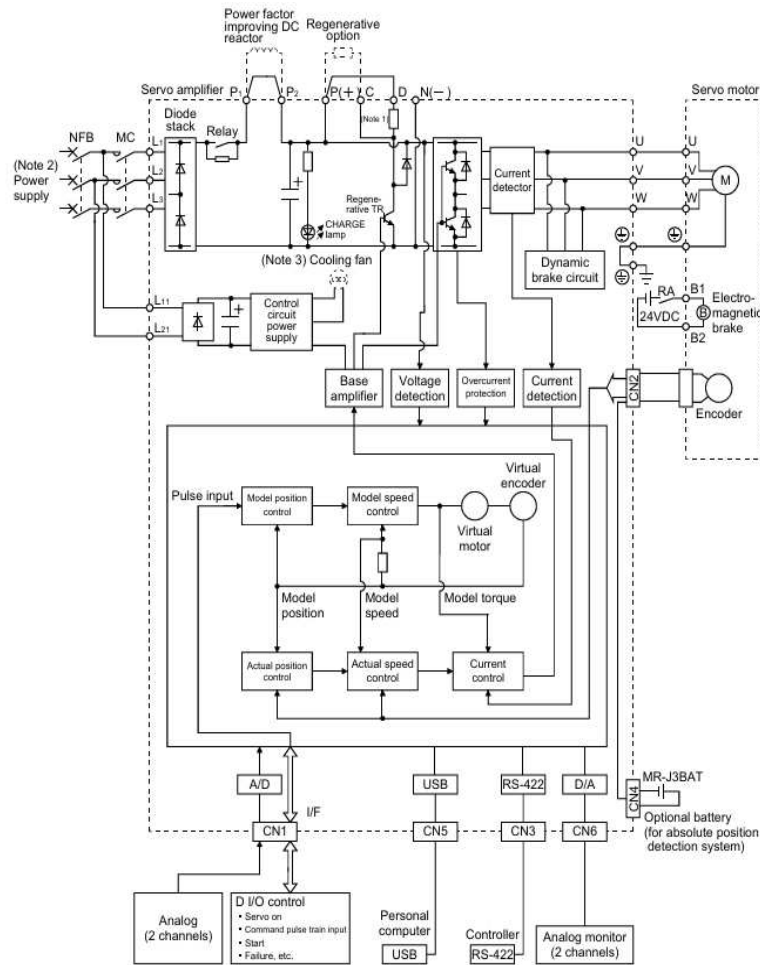 Power factor
improving DC
reactor
Regenerative
option
Servo amplifier
P1
P2
P(+)
C
D
N(−)
Servo motor
Diode
stack
(Note 1)
NFB
MC
L1
Relay
U
U
(Note 2)
Power
supply
L2
Current
detector
V
V
M
L3
Regene-
rative TR
W
W
CHARGE
lamp
(Note 3) Cooling fan
Dynamic
brake circuit
L11
L21
Control
circuit
power
supply
RA
24VDC
B1
B
B2
Electro-
magnetic
brake
Base
amplifier
Voltage
detection
Overcurrent
protection
Current
detection
CN2
Encoder
Pulse input
Model position
control
Model speed
control
Virtual
encoder
Virtual
motor
Model
position
Model
speed
Model torque
Actual position
control
Actual speed
control
Current
control
A/D
USB
RS-422
D/A
I/F
CN4
MR-J3BAT
Optional battery
(for absolute position
detection system)
CN1
CN5
CN3
CN6
Analog
(2 channels)
D I/O control
• Servo on
• Command pulse train input
• Start
• Failure, etc.
Personal
computer
USB
Controller
RS-422
Analog monitor
(2 channels)